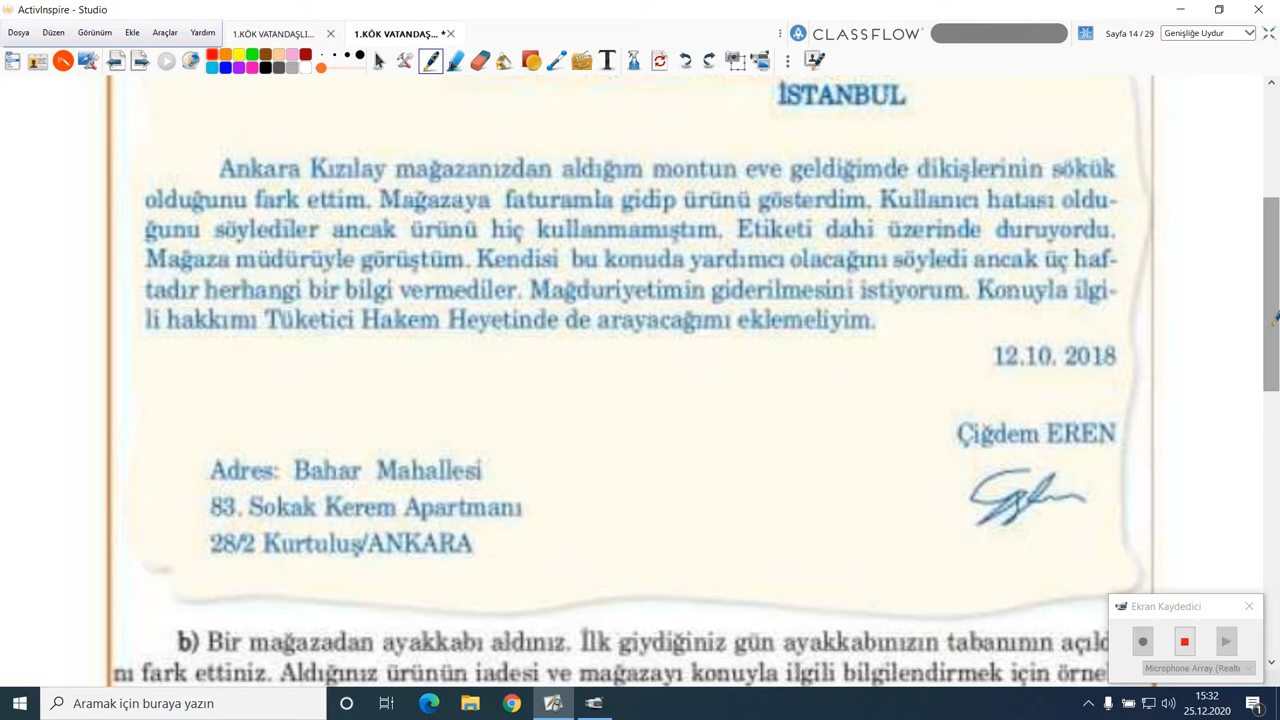 ActivInspire - Studio
Dosya Düzen Görünüm Ekle Araçlar Yardım
1.KÖK VATANDAŞLI... 1.KÖK VATANDAŞ... *
CLASSFLOW
Sayfa 14 / 29
Genişliğe Uydur
İSTANBUL
Ankara Kızılay mağazanızdan aldığım montun eve geldiğimde dikişlerinin sökük
olduğunu fark ettim. Mağazaya faturamla gidip ürünü gösterdim. Kullanıcı hatası oldu-
ğunu söylediler ancak ürünü hiç kullanmamıştım. Etiketi dahi üzerinde duruyordu.
Mağaza müdürüyle görüştüm. Kendisi bu konuda yardımcı olacağını söyledi ancak üç haf-
tadır herhangi bir bilgi vermediler. Mağduriyetimin giderilmesini istiyorum. Konuyla ilgi-
li hakkımı Tüketici Hakem Heyetinde de arayacağımı eklemeliyim.
12.10. 2018
Çiğdem EREN
Adres: Bahar Mahallesi
83. Sokak Kerem Apartmanı
28/2 Kurtuluş/ANKARA
b) Bir mağazadan ayakkabı aldınız. İlk giydiğiniz gün ayakkabınızın tabanının açıld
nı fark ettiniz. Aldığınız ürünün iadesi ve mağazayı konuyla ilgili bilgilendirmek için örne
Ekran Kaydedici
Microphone Array (Realt
Aramak için buraya yazın
15:32
25.12.2020
1